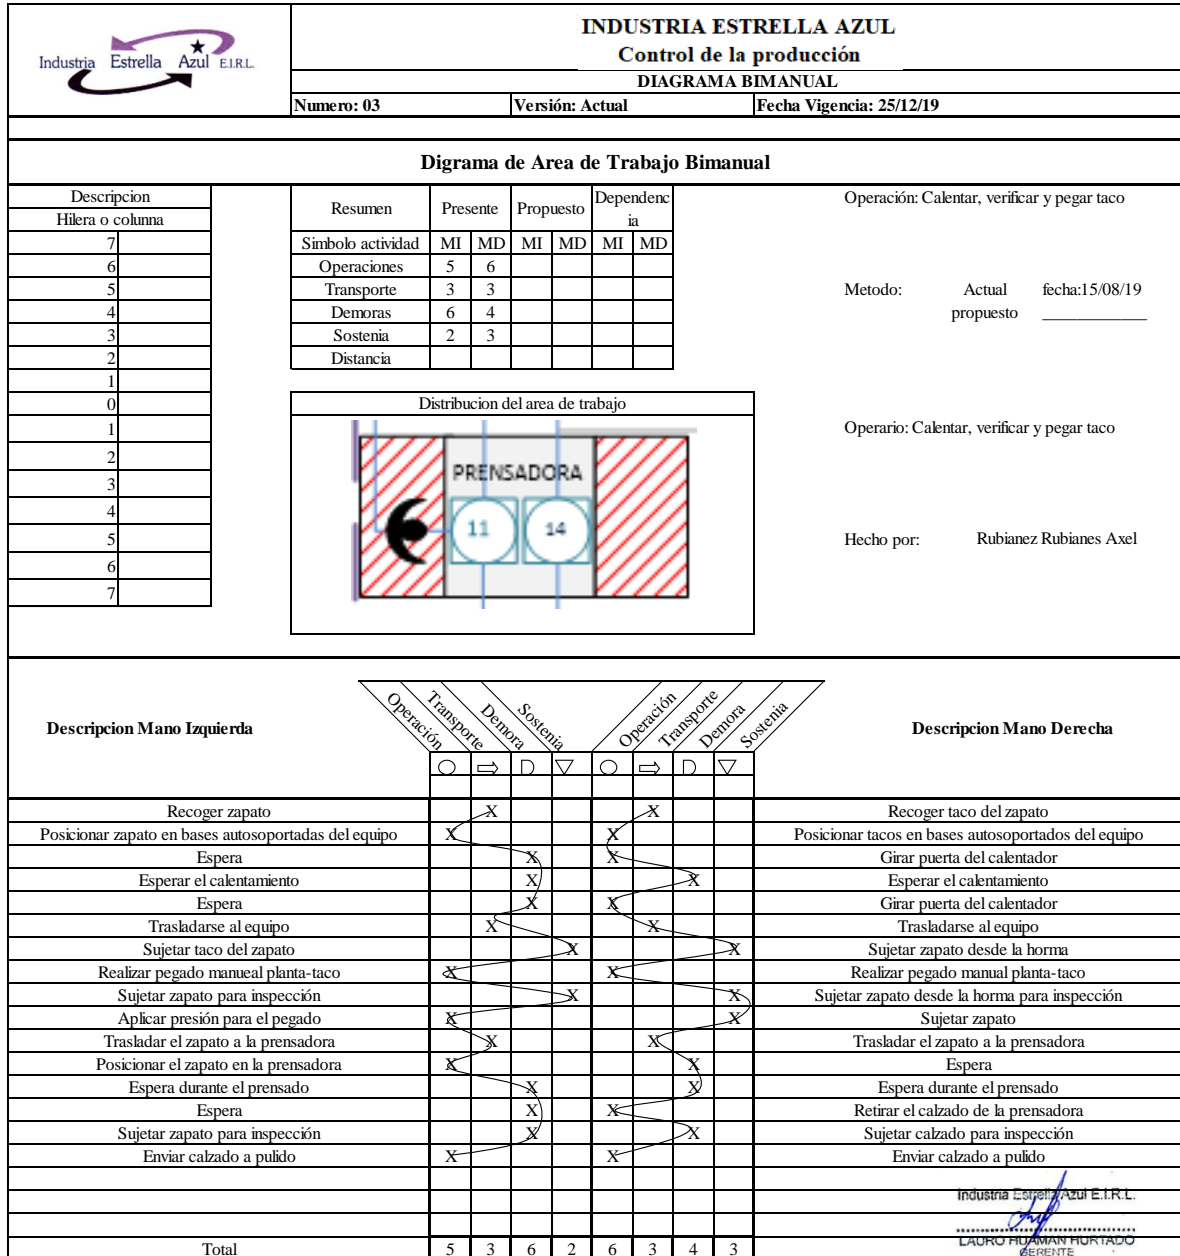 Industria Estrella Azul E.I.R.L.
INDUSTRIA ESTRELLA AZUL
Control de la producción
DIAGRAMA BIMANUAL
Numero: 03 Versión: Actual Fecha Vigencia: 25/12/19
Digrama de Area de Trabajo Bimanual
Descripcion
Hilera o columna
7
6
5
4
3
2
1
0
1
2
3
4
5
6
7
Resumen Presente Propuesto Dependenc
ia
Simbolo actividad MI MD MI MD MI MD
Operaciones 5 6
Transporte 3 3
Demoras 6 4
Sostenia 2 3
Distancia
Distribucion del area de trabajo
PRENSADORA
11 14
Operación: Calentar, verificar y pegar taco
Metodo: Actual fecha:15/08/19
propuesto ____________
Operario: Calentar, verificar y pegar taco
Hecho por: Rubianez Rubianes Axel
Descripcion Mano Izquierda Operación Transporte Demora Sostenia Operación Transporte Demora Sostenia Descripcion Mano Derecha
D D
Recoger zapato X X Recoger taco del zapato
Posicionar zapato en bases autosoportadas del equipo X X Posicionar tacos en bases autosoportados del equipo
Espera X X Girar puerta del calentador
Esperar el calentamiento X X Esperar el calentamiento
Espera X X Girar puerta del calentador
Trasladarse al equipo X X Trasladarse al equipo
Sujetar taco del zapato X X Sujetar zapato desde la horma
Realizar pegado manueal planta-taco X X Realizar pegado manual planta-taco
Sujetar zapato para inspección X X Sujetar zapato desde la horma para inspección
Aplicar presión para el pegado X X Sujetar zapato
Trasladar el zapato a la prensadora X X Trasladar el zapato a la prensadora
Posicionar el zapato en la prensadora X X Espera
Espera durante el prensado X X Espera durante el prensado
Espera X X Retirar el calzado de la prensadora
Sujetar zapato para inspección X X Sujetar calzado para inspección
Enviar calzado a pulido X X Enviar calzado a pulido
Industria Estrella Azul E.I.R.L.
LAURO HUAMAN HURTADO
GERENTE
Total 5 3 6 2 6 3 4 3